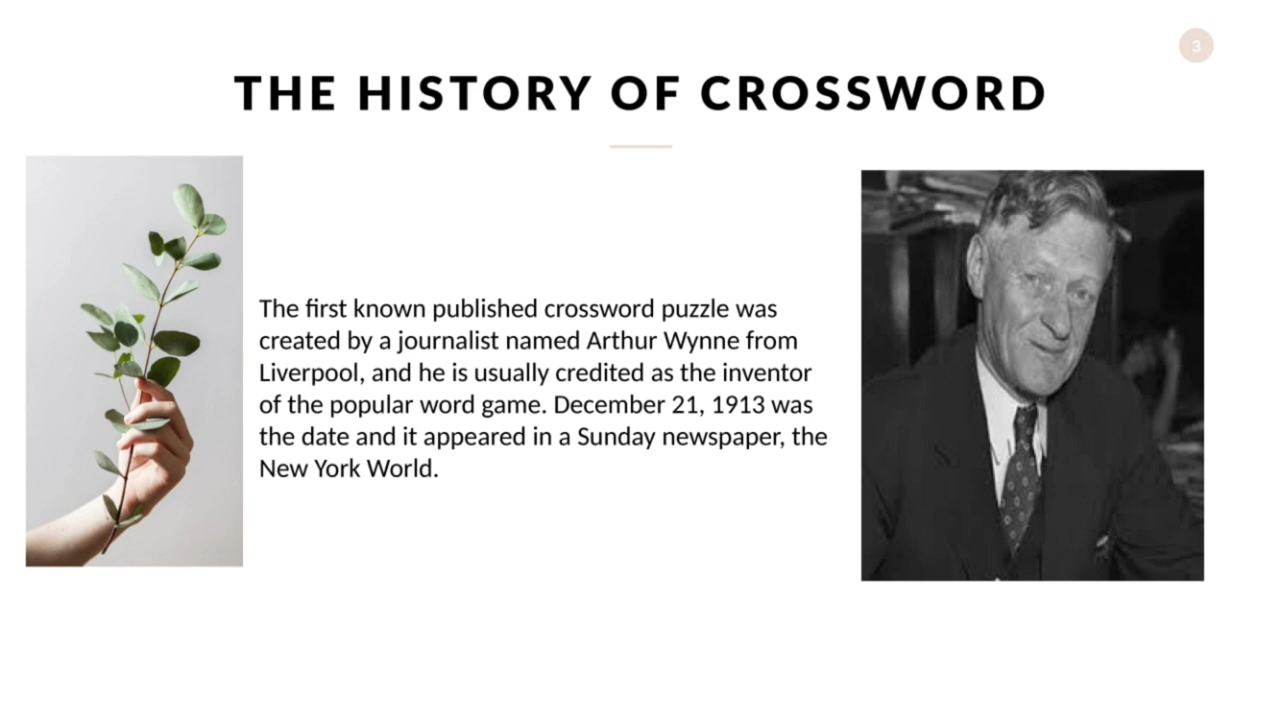 3
THE HISTORY OF CROSSWORD
The first known published crossword puzzle was
created by a journalist named Arthur Wynne from
Liverpool, and he is usually credited as the inventor
of the popular word game. December 21, 1913 was
the date and it appeared in a Sunday newspaper, the
New York World.